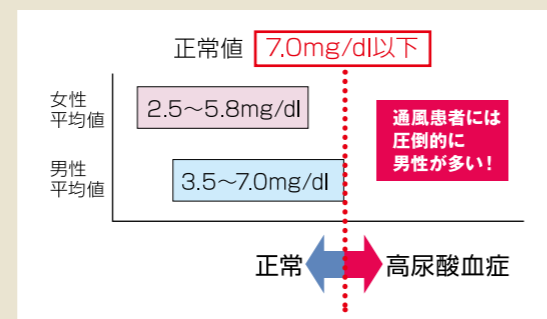 正常値 7.0mg/dl以下
女性
平均値
2.5～5.8mg/dl
通風患者には
圧倒的に
男性が多い！
男性
平均値
3.5～7.0mg/dl
正常 高尿酸血症